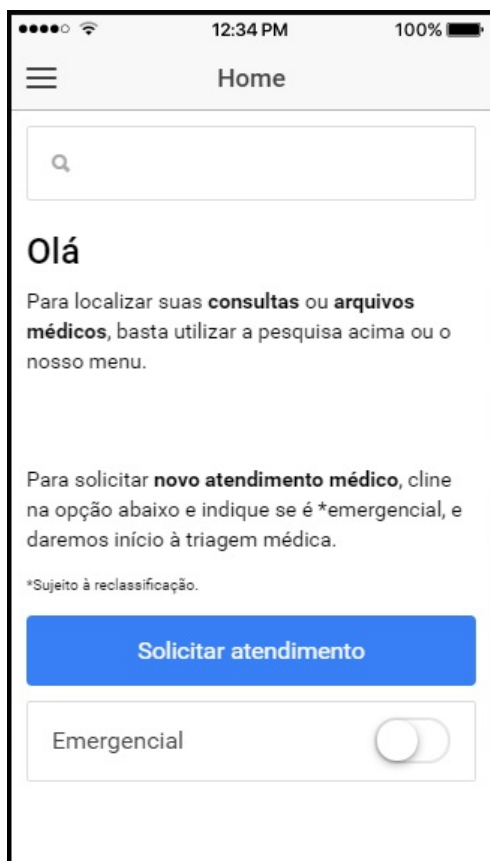 12:34 PM
100%
Home
Olá
Para localizar suas consultas ou arquivos
médicos, basta utilizar a pesquisa acima ou o
nosso menu.
Para solicitar novo atendimento médico, cline
na opção abaixo e indique se é *emergencial, e
daremos início à triagem médica.
*Sujeito à reclassificação.
Solicitar atendimento
Emergencial